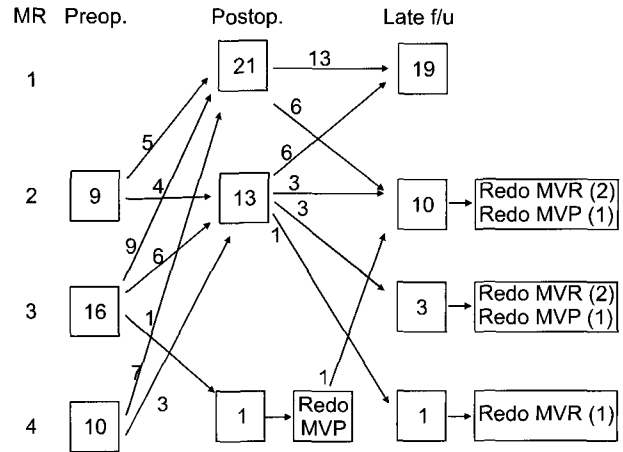 MR Preop. Postop. Late f/u
1 21 13 19
5 6
6
2 9 4 13 3 10 Redo MVR (2)
Redo MVP (1)
3
9 1
6
3 16 1 3 Redo MVR (2)
Redo MVP (1)
7 1
3
4 10 1 Redo
MVP
1 Redo MVR (1)